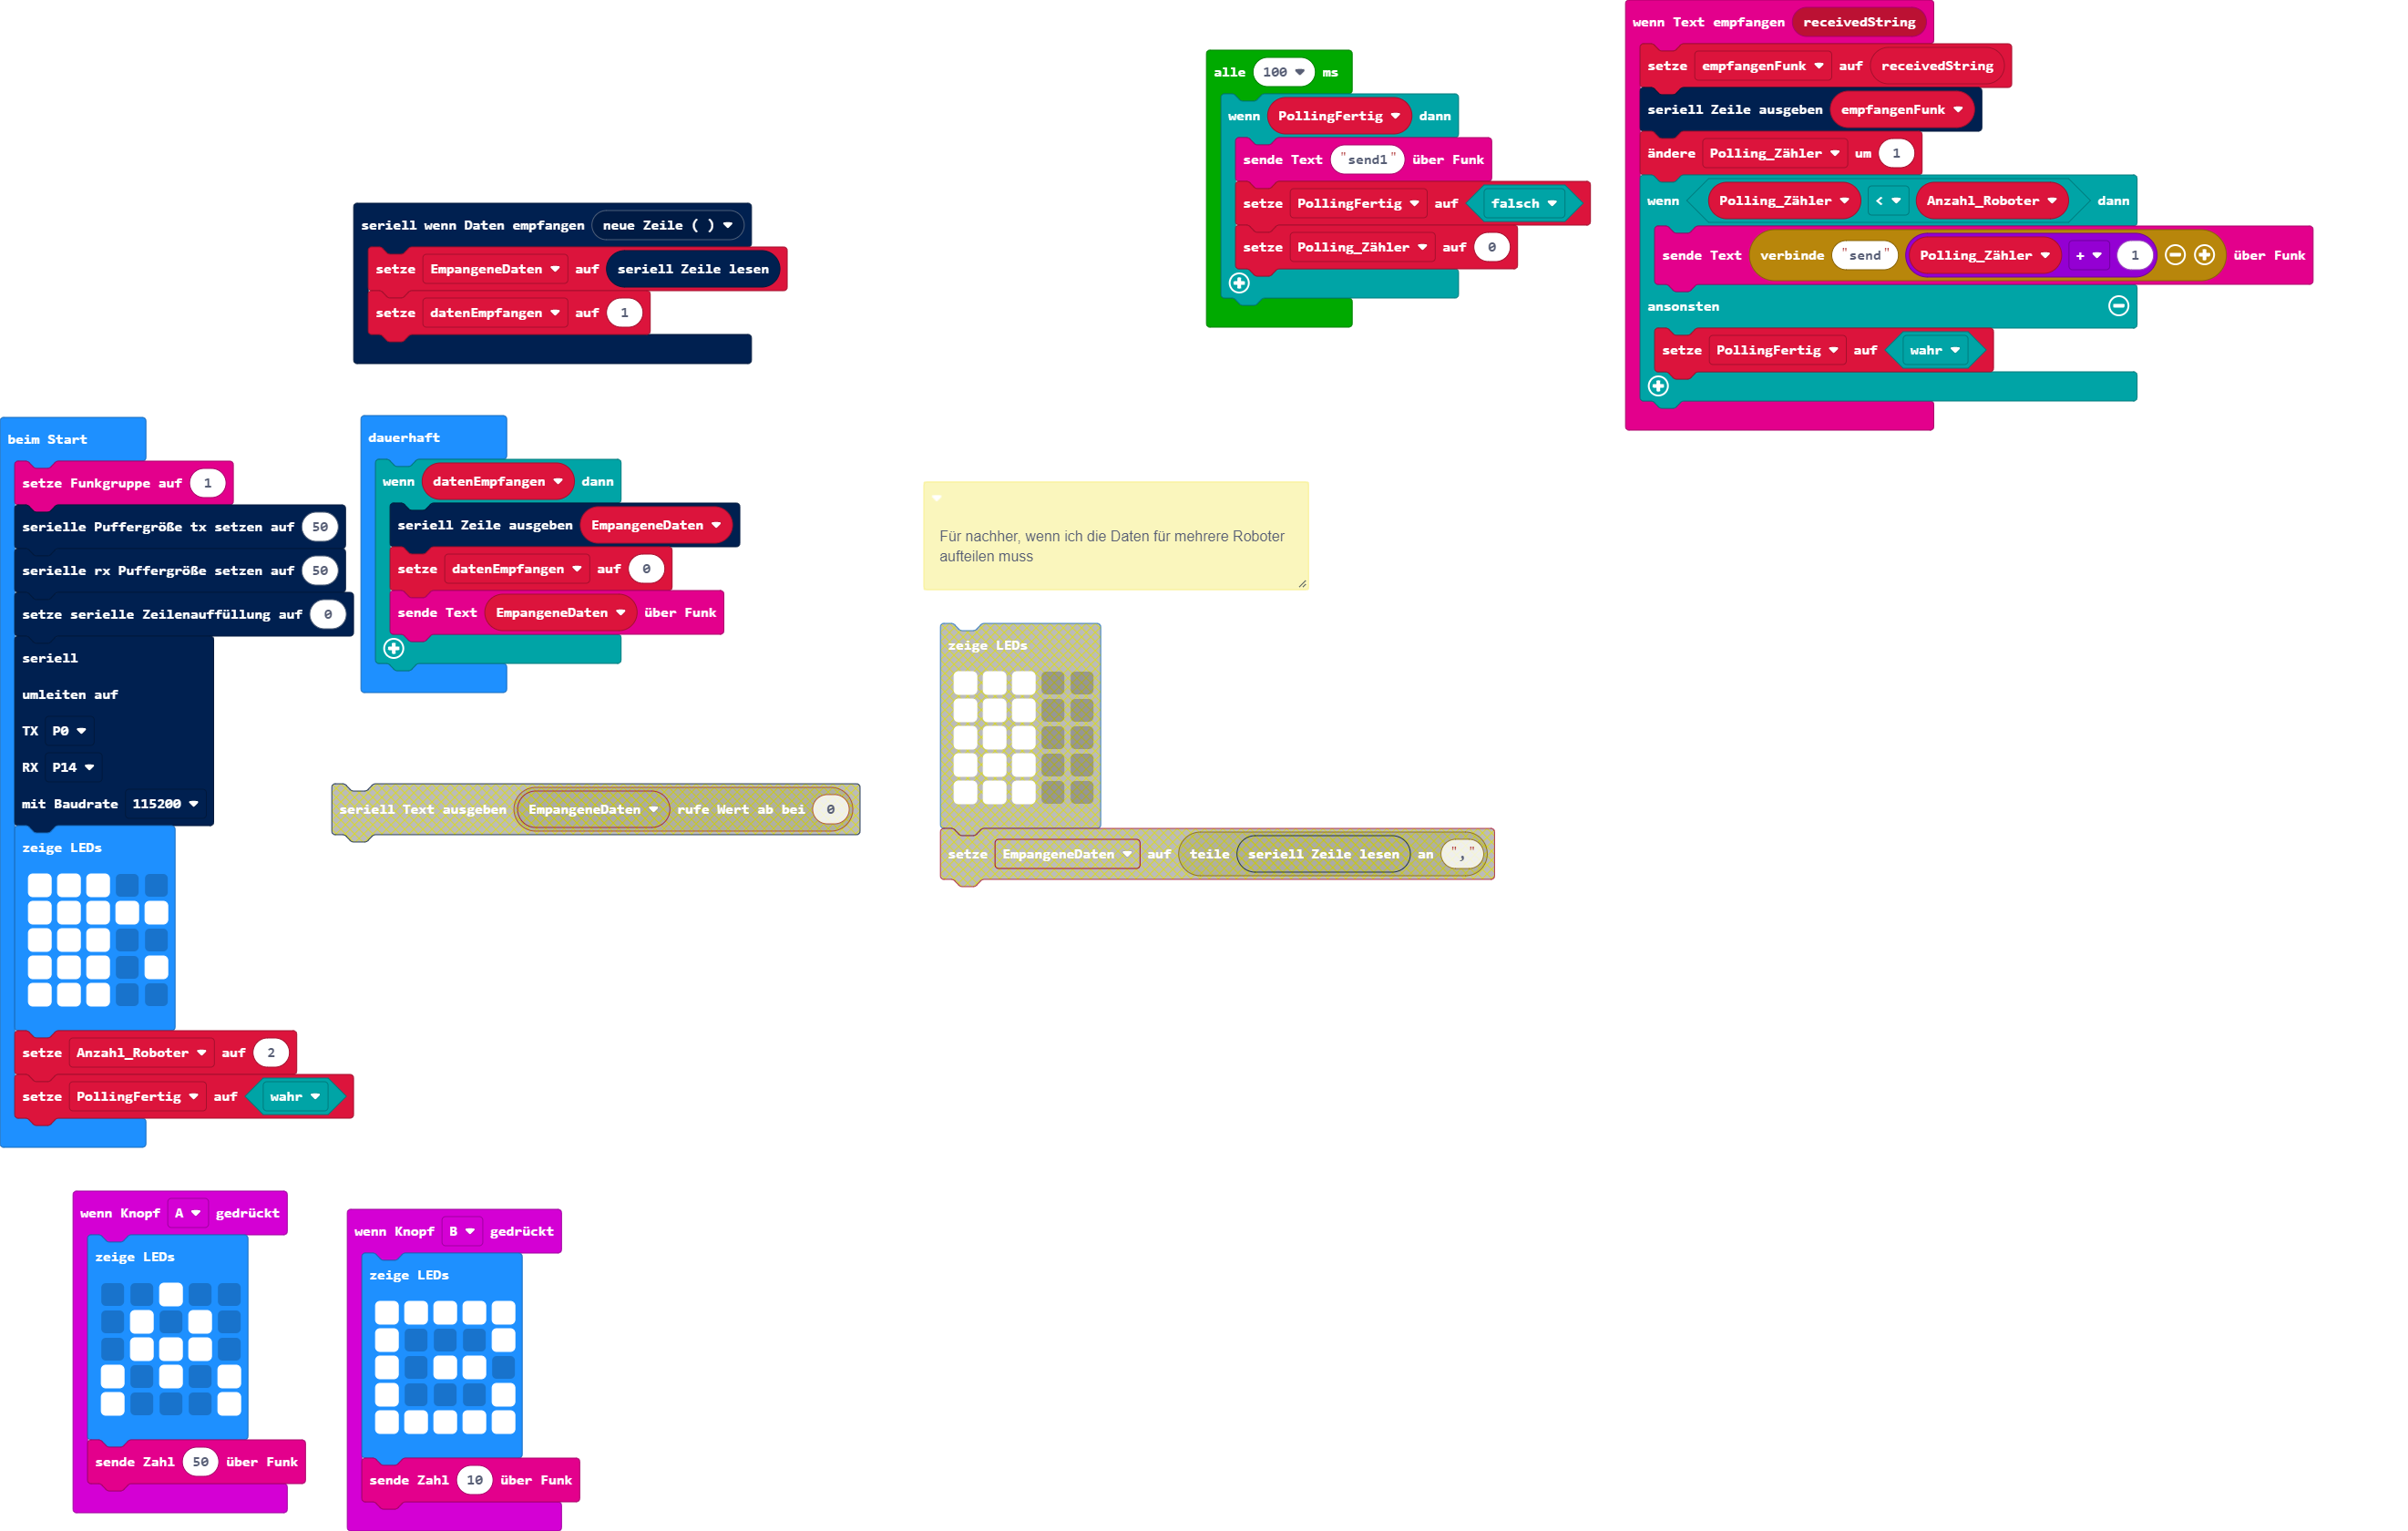 wenn Text empfangen receivedString
setze empfangenFunk auf receivedString
seriell Zeile ausgeben empfangenFunk
ändere Polling_Zähler um 1
wenn Polling_Zähler < Anzahl_Roboter dann
sende Text verbinde "send" Polling_Zähler + 1 über Funk
ansonsten
setze PollingFertig auf wahr
alle 100 ms
wenn PollingFertig dann
sende Text "send1" über Funk
setze PollingFertig auf falsch
setze Polling_Zähler auf 0
seriell wenn Daten empfangen neue Zeile ( )
setze EmpangeneDaten auf seriell Zeile lesen
setze datenEmpfangen auf 1
beim Start
setze Funkgruppe auf 1
serielle Puffergröße tx setzen auf 50
serielle rx Puffergröße setzen auf 50
setze serielle Zeilenauffüllung auf 0
seriell
umleiten auf
TX P0
RX P14
mit Baudrate 115200
zeige LEDs
setze Anzahl_Roboter auf 2
setze PollingFertig auf wahr
dauerhaft
wenn datenEmpfangen dann
seriell Zeile ausgeben EmpangeneDaten
setze datenEmpfangen auf 0
sende Text EmpangeneDaten über Funk
seriell Text ausgeben EmpangeneDaten rufe Wert ab bei 0
Für nachher, wenn ich die Daten für mehrere Roboter
aufteilen muss
zeige LEDs
setze EmpangeneDaten auf teile seriell Zeile lesen an ","
wenn Knopf A gedrückt
zeige LEDs
sende Zahl 50 über Funk
wenn Knopf B gedrückt
zeige LEDs
sende Zahl 10 über Funk